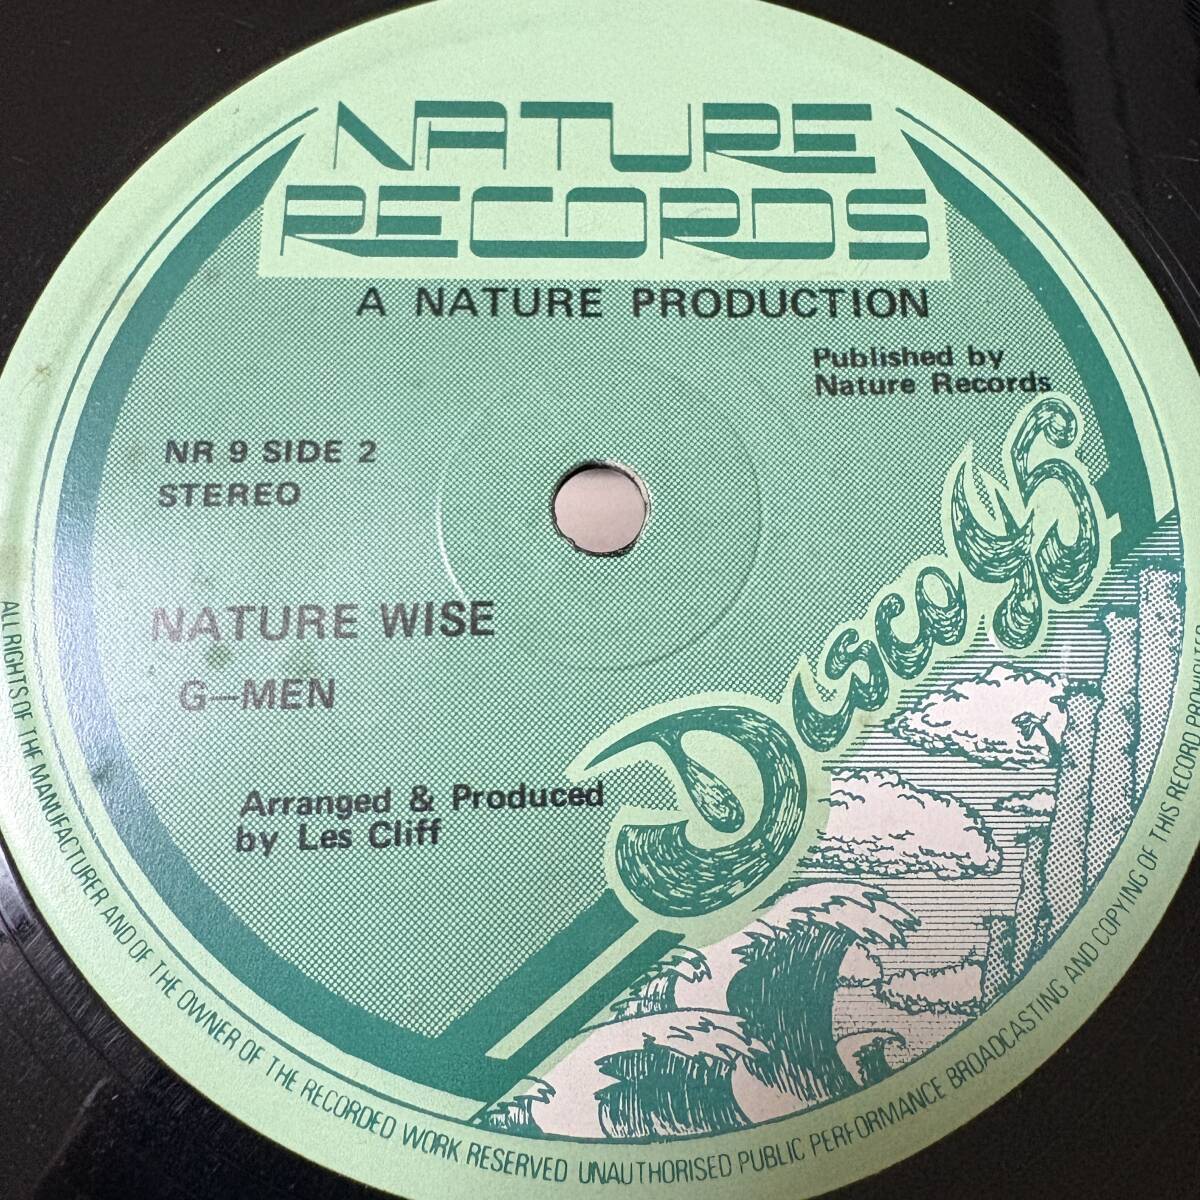 NATURE
RECORDS
A NATURE PRODUCTION
Published by
Nature Records
NR 9 SIDE 2
STEREO
Disco 45
NATURE WISE
G—MEN
Arranged & Produced
by Les Cliff
ALL RIGHTS OF THE MANUFACTURER AND OF THE OWNER OF THE RECORDED WORK RESERVED UNAUTHORISED PUBLIC PERFORMANCE BROADCASTING AND COPYING OF THIS RECORD PROHIBITED